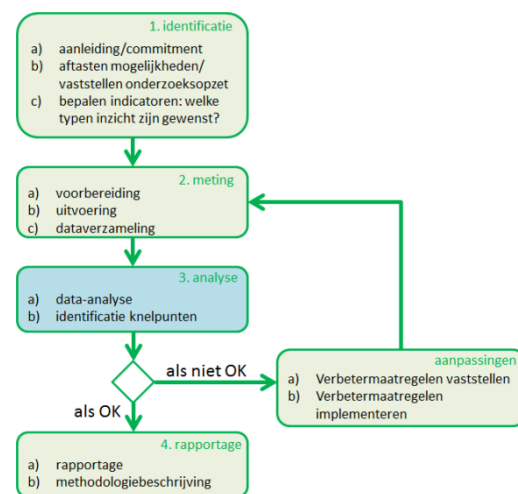 1. identificatie
a) aanleiding/commitment
b) aftasten mogelijkheden/
vaststellen onderzoeksopzet
c) bepalen indicatoren: welke
typen inzicht zijn gewenst?
2. meting
a) voorbereiding
b) uitvoering
c) dataverzameling
3. analyse
a) data-analyse
b) identificatie knelpunten
als niet OK
als OK
aanpassingen
a) Verbetermaatregelen vaststellen
b) Verbetermaatregelen
implementeren
4. rapportage
a) rapportage
b) methodologiebeschrijving